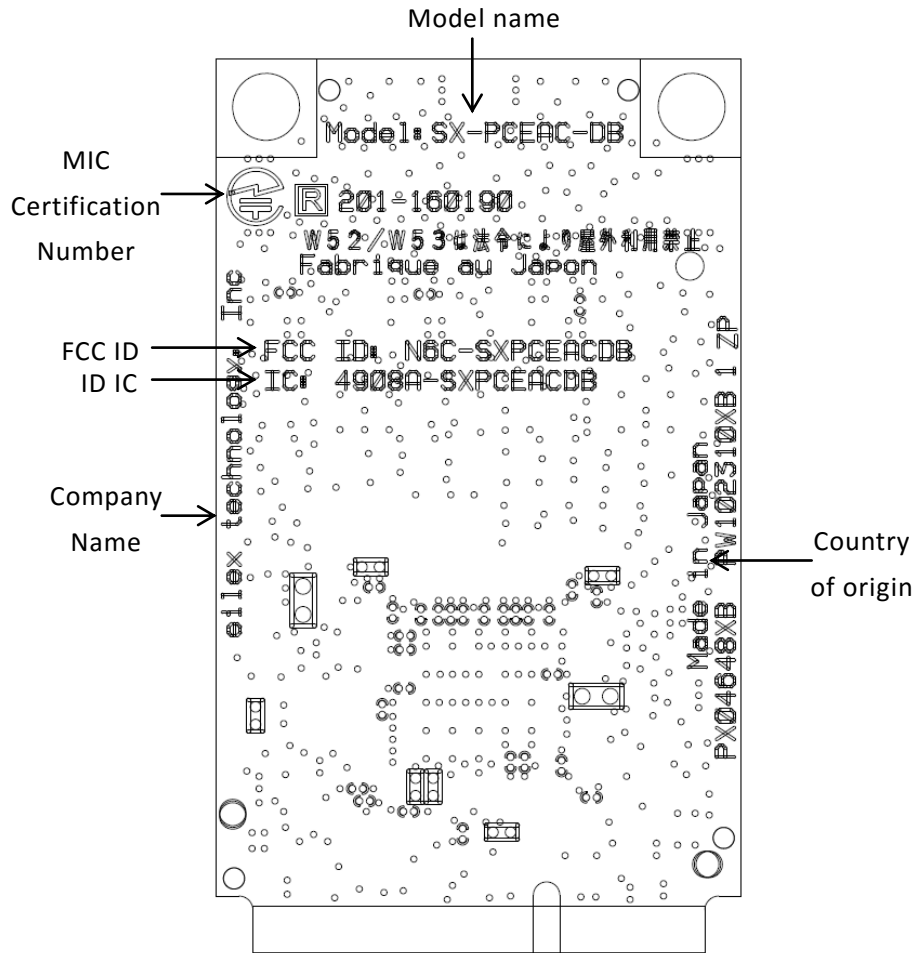 Model name
Model: SX-PCEAC-DB
MIC
Certification
Number
R 201-160190
W52/W53は法令により屋外利用禁止
Fabrique au Japon
FCC ID
FCC ID: N6C-SXPCEACDB
ID IC
IC: 4908A-SXPCEACDB
Company
Name
silex technology, Inc
Made in Japan
PX04648XB AW102310XB 1 ZP
Country
of origin